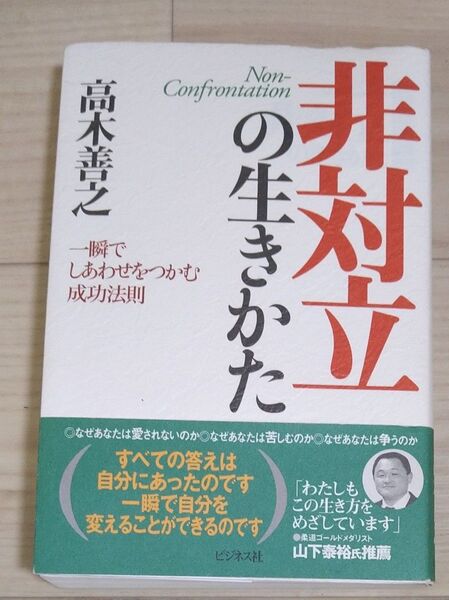 非対立
の生きかた
Non-
Confrontation
高木善之
一瞬で
しあわせをつかむ
成功法則
◎なぜあなたは愛されないのか◎なぜあなたは苦しむのか◎なぜあなたは争うのか
すべての答えは
自分にあったのです
一瞬で自分を
変えることができるのです
「わたしも
この生き方を
めざしています」
●柔道ゴールドメダリスト
山下泰裕氏推薦
ビジネス社